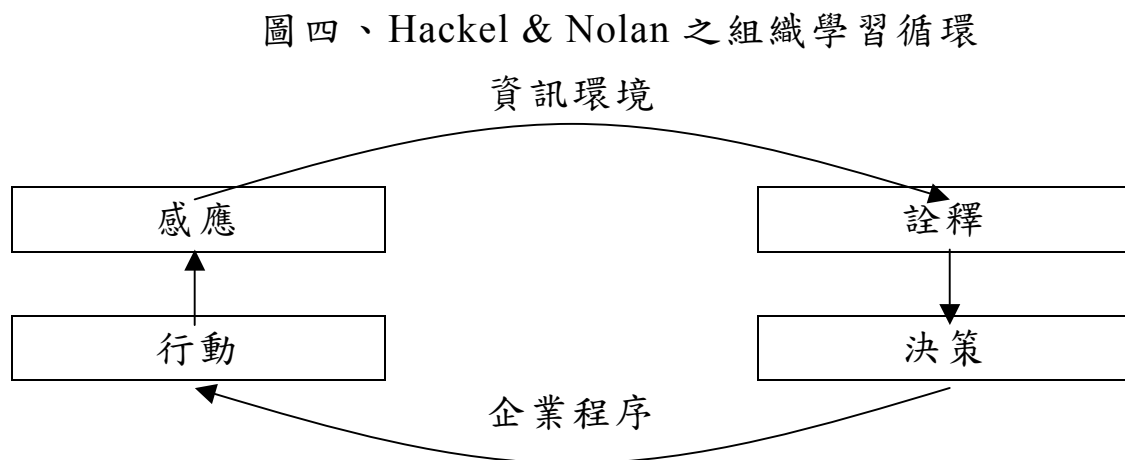 圖四、Hackel & Nolan 之組織學習循環
資訊環境
感應
詮釋
行動
決策
企業程序